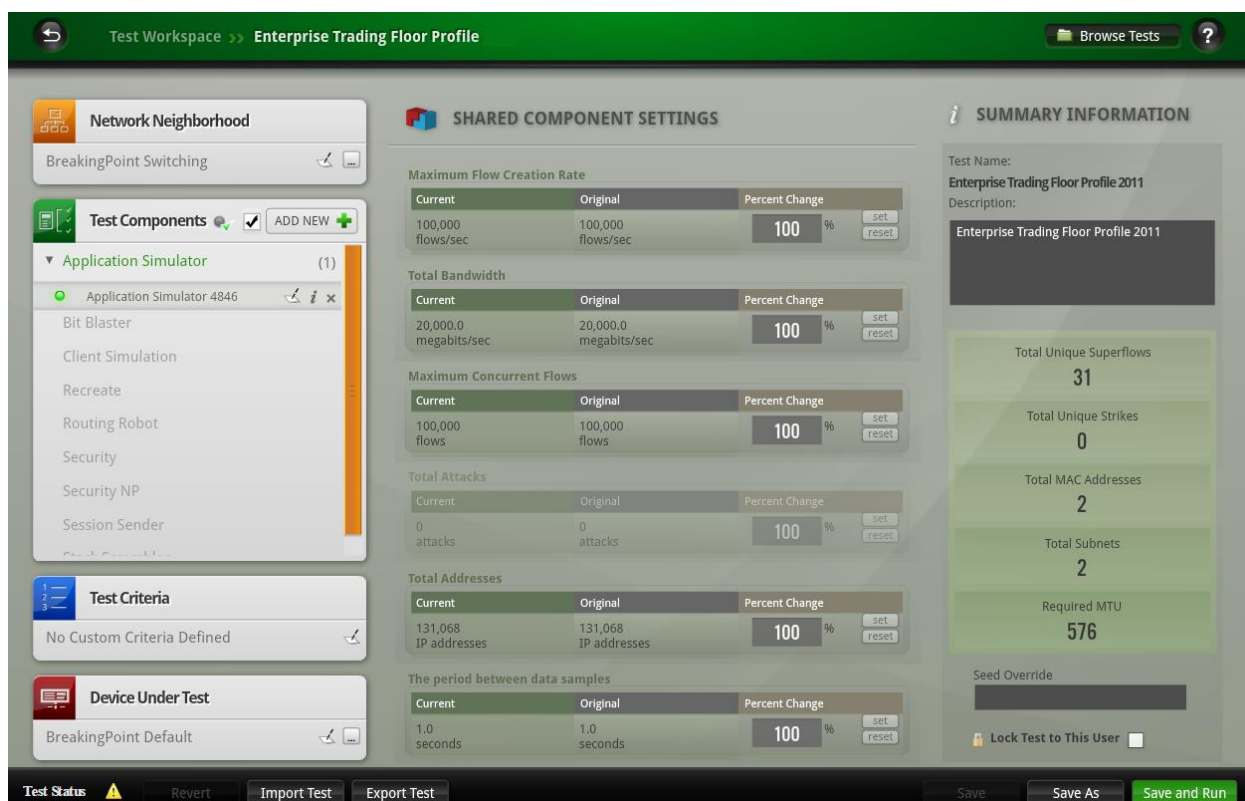 Test Workspace >> Enterprise Trading Floor Profile
Browse Tests
?
Network Neighborhood
BreakingPoint Switching
...
Test Components
ADD NEW
Application Simulator (1)
Application Simulator 4846 i x
Bit Blaster
Client Simulation
Recreate
Routing Robot
Security
Security NP
Session Sender
1
2
3
Test Criteria
No Custom Criteria Defined
Device Under Test
BreakingPoint Default
...
SHARED COMPONENT SETTINGS
Maximum Flow Creation Rate
Current Original Percent Change
100,000 100,000 100 % set
flows/sec flows/sec reset
Total Bandwidth
Current Original Percent Change
20,000.0 20,000.0 100 % set
megabits/sec megabits/sec reset
Maximum Concurrent Flows
Current Original Percent Change
100,000 100,000 100 % set
flows flows reset
Total Attacks
Current Original Percent Change
0 0 100 % set
attacks attacks reset
Total Addresses
Current Original Percent Change
131,068 131,068 100 % set
IP addresses IP addresses reset
The period between data samples
Current Original Percent Change
1.0 1.0 100 % set
seconds seconds reset
i SUMMARY INFORMATION
Test Name:
Enterprise Trading Floor Profile 2011
Description:
Enterprise Trading Floor Profile 2011
Total Unique Superflows
31
Total Unique Strikes
0
Total MAC Addresses
2
Total Subnets
2
Required MTU
576
Seed Override
Lock Test to This User
Test Status Revert Import Test Export Test Save Save As Save and Run